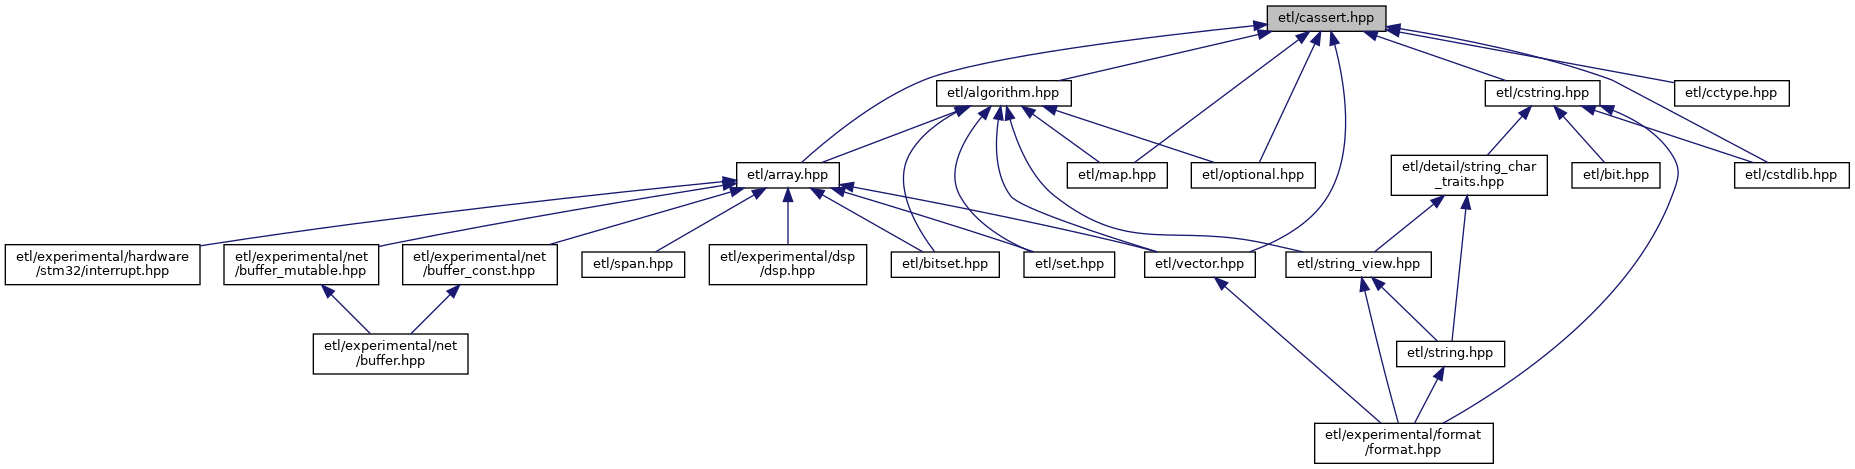 etl/cassert.hpp
etl/algorithm.hpp
etl/cstring.hpp
etl/cctype.hpp
etl/array.hpp
etl/map.hpp
etl/optional.hpp
etl/detail/string_char
_traits.hpp
etl/bit.hpp
etl/cstdlib.hpp
etl/experimental/hardware
/stm32/interrupt.hpp
etl/experimental/net
/buffer_mutable.hpp
etl/experimental/net
/buffer_const.hpp
etl/span.hpp
etl/experimental/dsp
/dsp.hpp
etl/bitset.hpp
etl/set.hpp
etl/vector.hpp
etl/string_view.hpp
etl/experimental/net
/buffer.hpp
etl/string.hpp
etl/experimental/format
/format.hpp